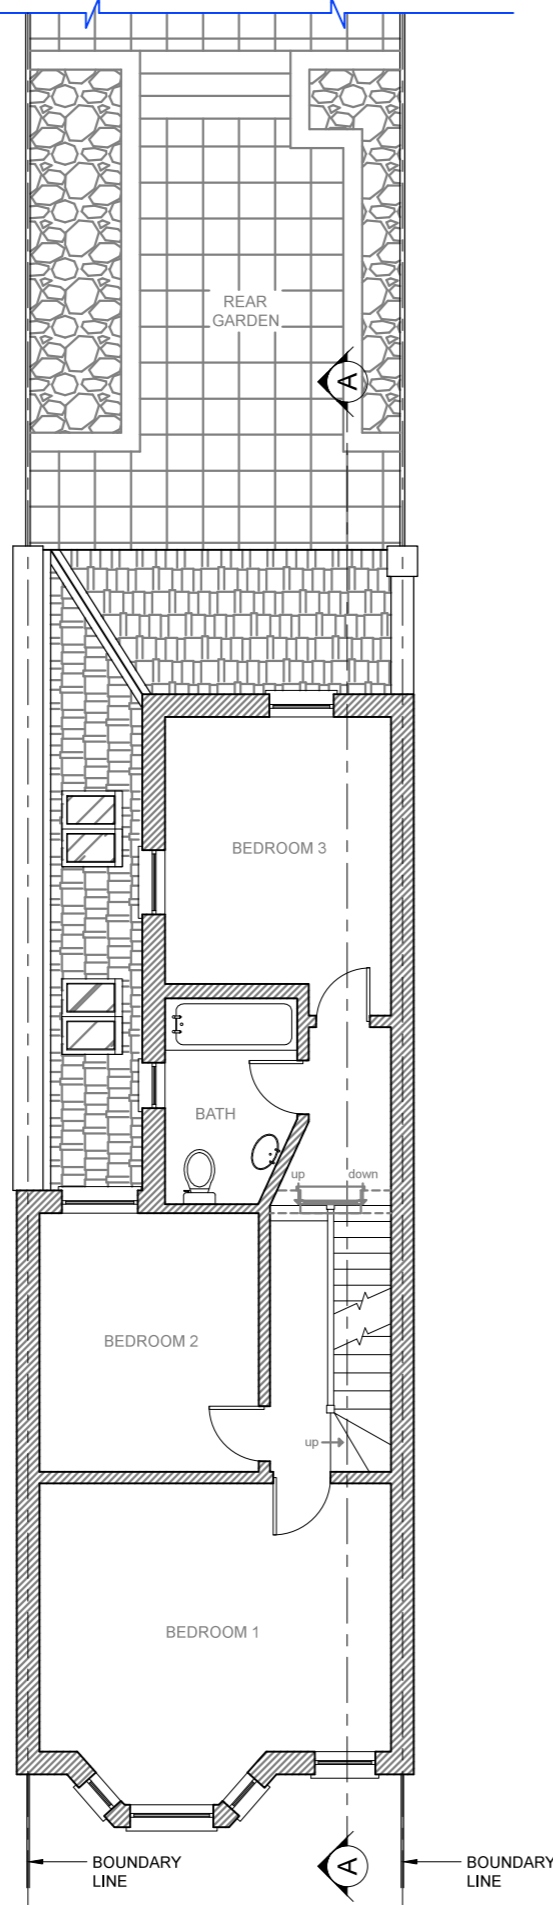 REAR
GARDEN
A
BEDROOM 3
BATH
up
down
BEDROOM 2
up
BEDROOM 1
A
BOUNDARY
LINE
BOUNDARY
LINE